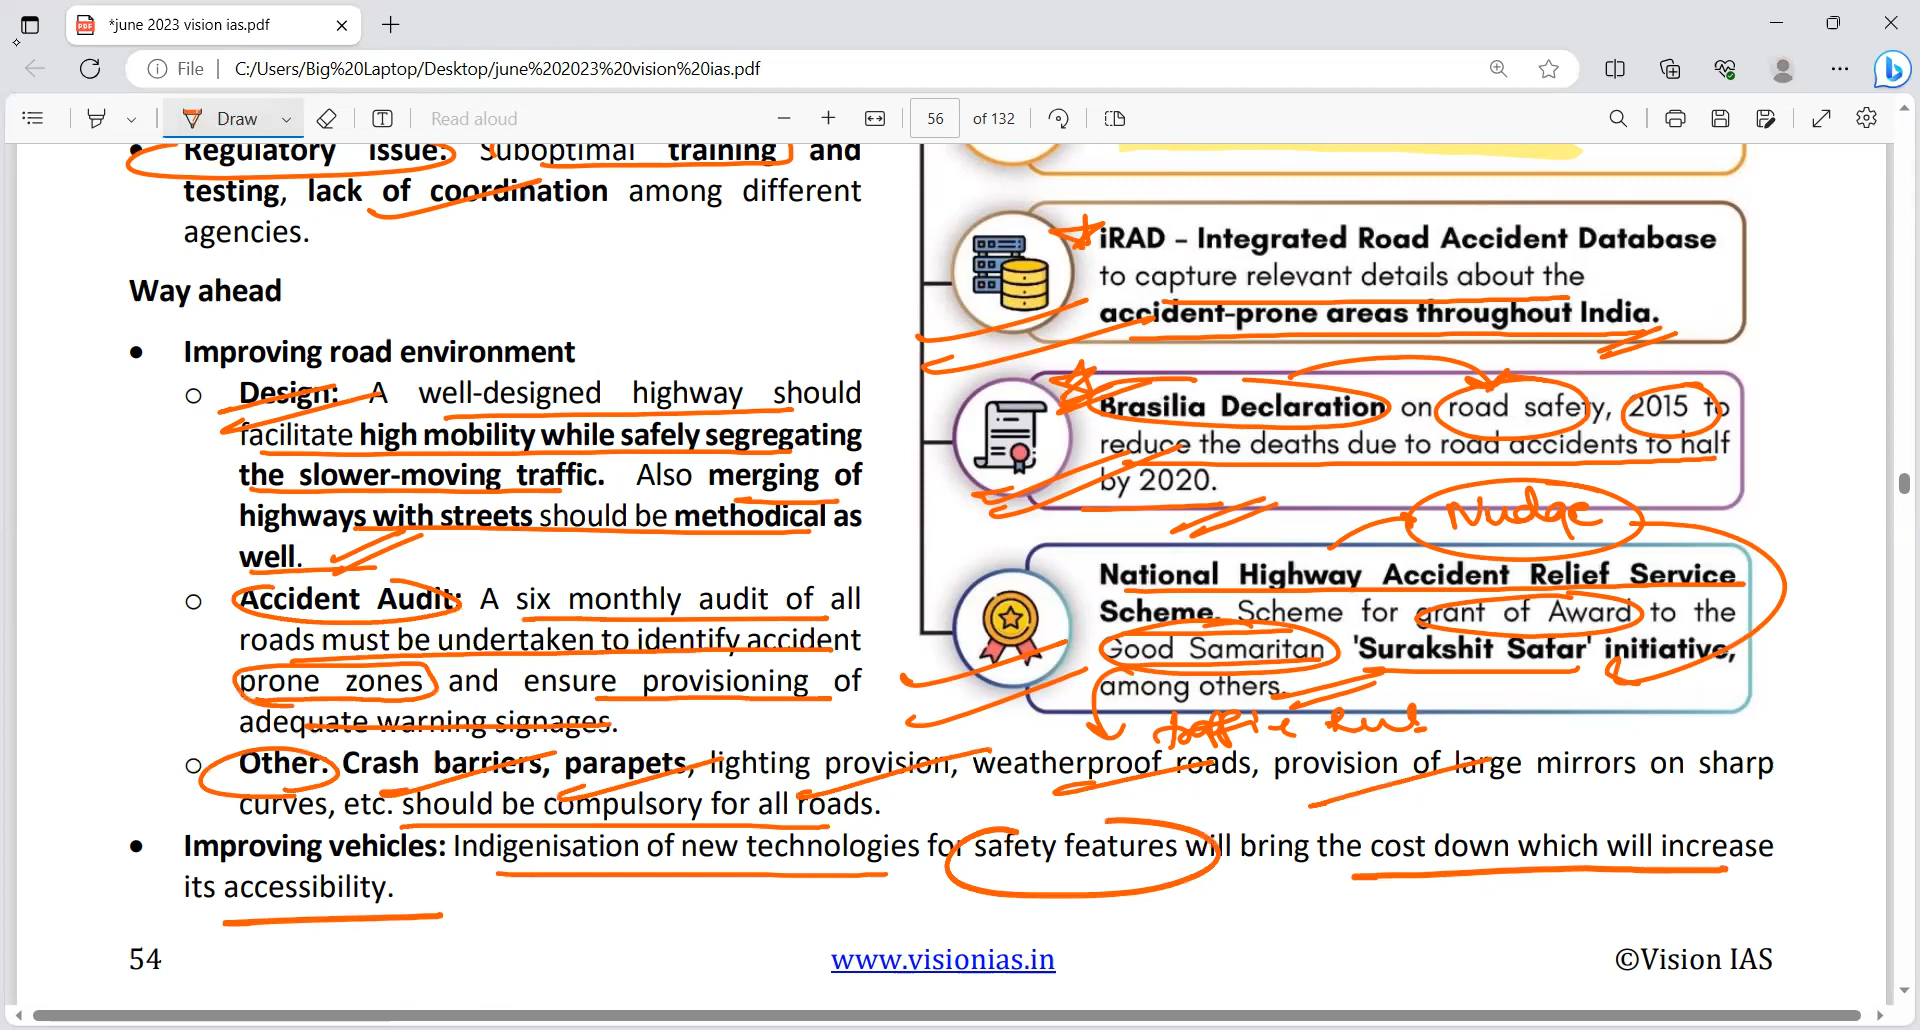 *june 2023 vision ias.pdf
File | C:/Users/Big%20Laptop/Desktop/june%202023%20vision%20ias.pdf
Draw
Read aloud
56 of 132
Regulatory Issue: Suboptimal training and
testing, lack of coordination among different
agencies.
Way ahead
• Improving road environment
o Design: A well-designed highway should
facilitate high mobility while safely segregating
the slower-moving traffic. Also merging of
highways with streets should be methodical as
well.
o Accident Audit: A six monthly audit of all
roads must be undertaken to identify accident
prone zones and ensure provisioning of
adequate warning signages.
iRAD – Integrated Road Accident Database
to capture relevant details about the
accident-prone areas throughout India.
Brasilia Declaration on road safety, 2015 to
reduce the deaths due to road accidents to half
by 2020.
Nudge
National Highway Accident Relief Service
Scheme, Scheme for grant of Award to the
Good Samaritan 'Surakshit Safar' initiative,
among others.
o Other: Crash barriers, parapets, lighting provision, weatherproof roads, provision of large mirrors on sharp
curves, etc. should be compulsory for all roads.
• Improving vehicles: Indigenisation of new technologies for safety features will bring the cost down which will increase
its accessibility.
54
www.visionias.in
©Vision IAS